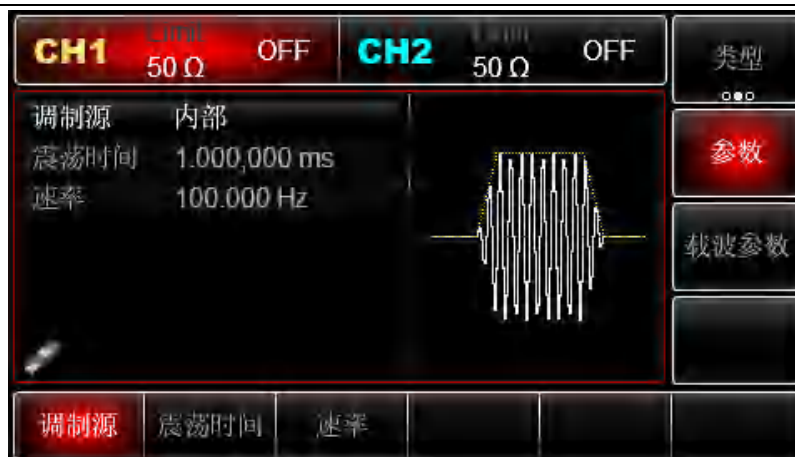 CH1 Limit 50 Ω OFF
CH2 Limit 50 Ω OFF
类型
调制源 内部
震荡时间 1.000,000 ms
速率 100.000 Hz
参数
载波参数
调制源 震荡时间 速率